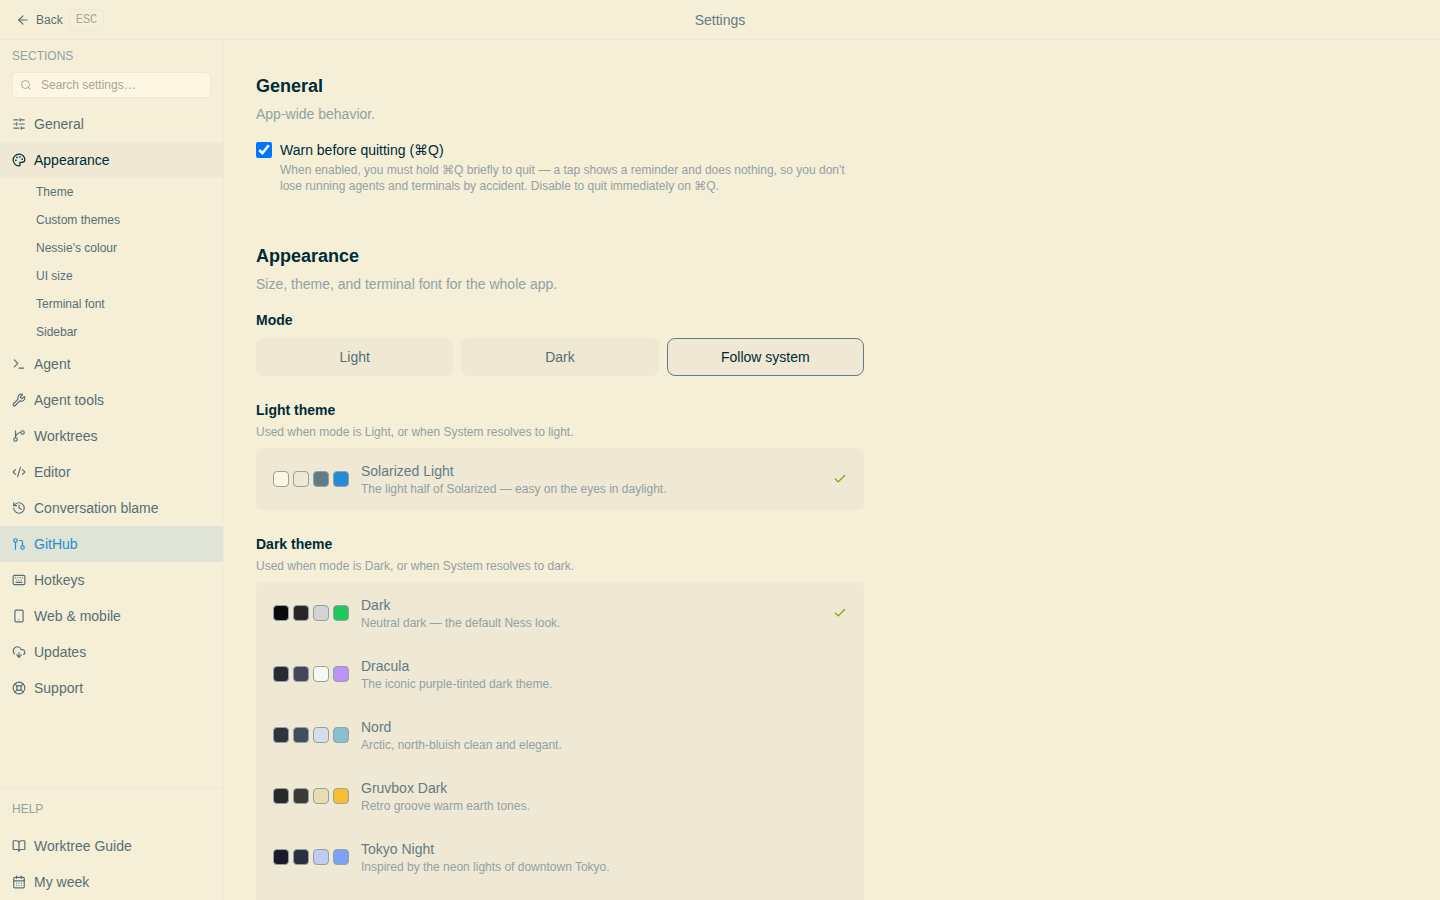 Back ESC
Settings
SECTIONS
Search settings…
General
Appearance
Theme
Custom themes
Nessie's colour
UI size
Terminal font
Sidebar
Agent
Agent tools
Worktrees
Editor
Conversation blame
GitHub
Hotkeys
Web & mobile
Updates
Support
HELP
Worktree Guide
My week
General
App-wide behavior.
Warn before quitting (⌘Q)
When enabled, you must hold ⌘Q briefly to quit — a tap shows a reminder and does nothing, so you don't
lose running agents and terminals by accident. Disable to quit immediately on ⌘Q.
Appearance
Size, theme, and terminal font for the whole app.
Mode
Light
Dark
Follow system
Light theme
Used when mode is Light, or when System resolves to light.
Solarized Light
The light half of Solarized — easy on the eyes in daylight.
Dark theme
Used when mode is Dark, or when System resolves to dark.
Dark
Neutral dark — the default Ness look.
Dracula
The iconic purple-tinted dark theme.
Nord
Arctic, north-bluish clean and elegant.
Gruvbox Dark
Retro groove warm earth tones.
Tokyo Night
Inspired by the neon lights of downtown Tokyo.